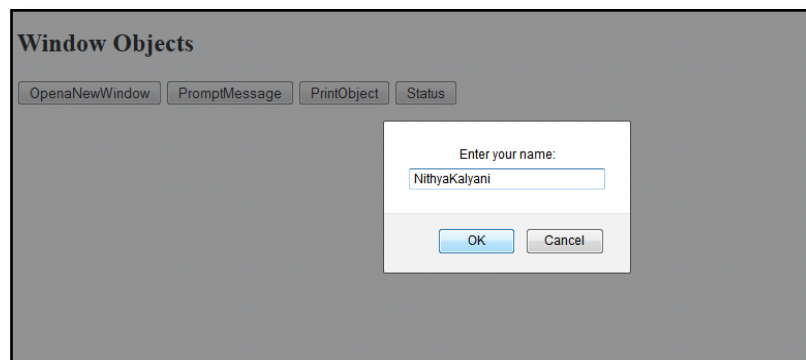 Window Objects
OpenaNewWindow PromptMessage PrintObject Status
Enter your name:
NithyaKalyani
OK Cancel